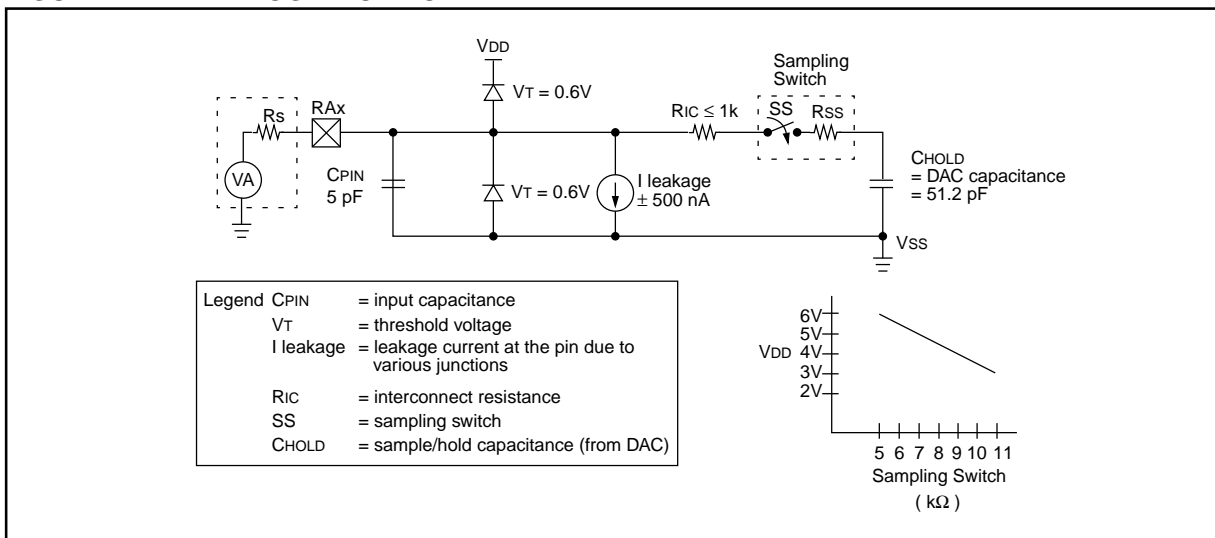 VDD
Sampling
Switch
VT = 0.6V
RIC ≤ 1k
SS
RSS
Rs
RAx
CHOLD
= DAC capacitance
= 51.2 pF
VA
CPIN
5 pF
VT = 0.6V
I leakage
± 500 nA
VSS
Legend CPIN = input capacitance
VT = threshold voltage
I leakage = leakage current at the pin due to
various junctions
RIC = interconnect resistance
SS = sampling switch
CHOLD = sample/hold capacitance (from DAC)
6V
5V
VDD 4V
3V
2V
5 6 7 8 9 10 11
Sampling Switch
( kΩ )